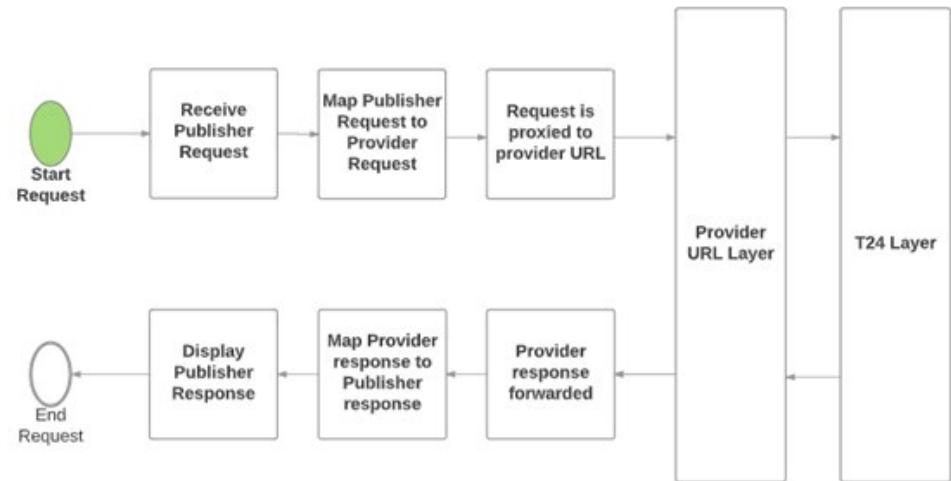 Start
Request
Receive
Publisher
Request
Map Publisher
Request to
Provider
Request
Request is
proxied to
provider URL
Provider
URL Layer
T24 Layer
Provider
response
forwarded
Map Provider
response to
Publisher
response
Display
Publisher
Response
End
Request